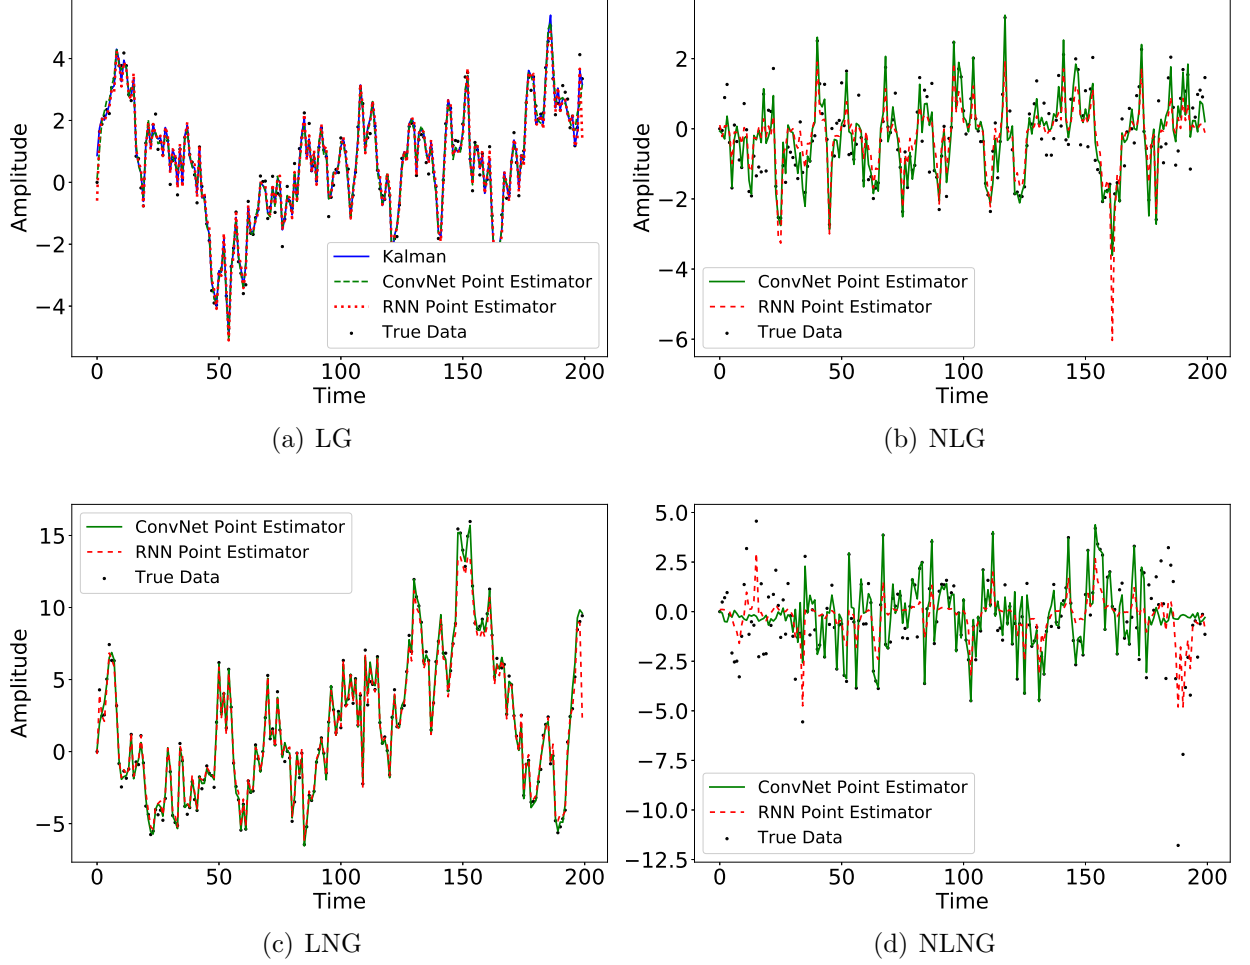 4
2
0
−2
−4
Amplitude
Kalman
ConvNet Point Estimator
RNN Point Estimator
True Data
0 50 100 150 200
Time
(a) LG
2
0
−2
−4
−6
Amplitude
ConvNet Point Estimator
RNN Point Estimator
True Data
0 50 100 150 200
Time
(b) NLG
15
10
5
0
−5
Amplitude
ConvNet Point Estimator
RNN Point Estimator
True Data
0 50 100 150 200
Time
(c) LNG
5.0
2.5
0.0
−2.5
−5.0
−7.5
−10.0
−12.5
ConvNet Point Estimator
RNN Point Estimator
True Data
0 50 100 150 200
Time
(d) NLNG